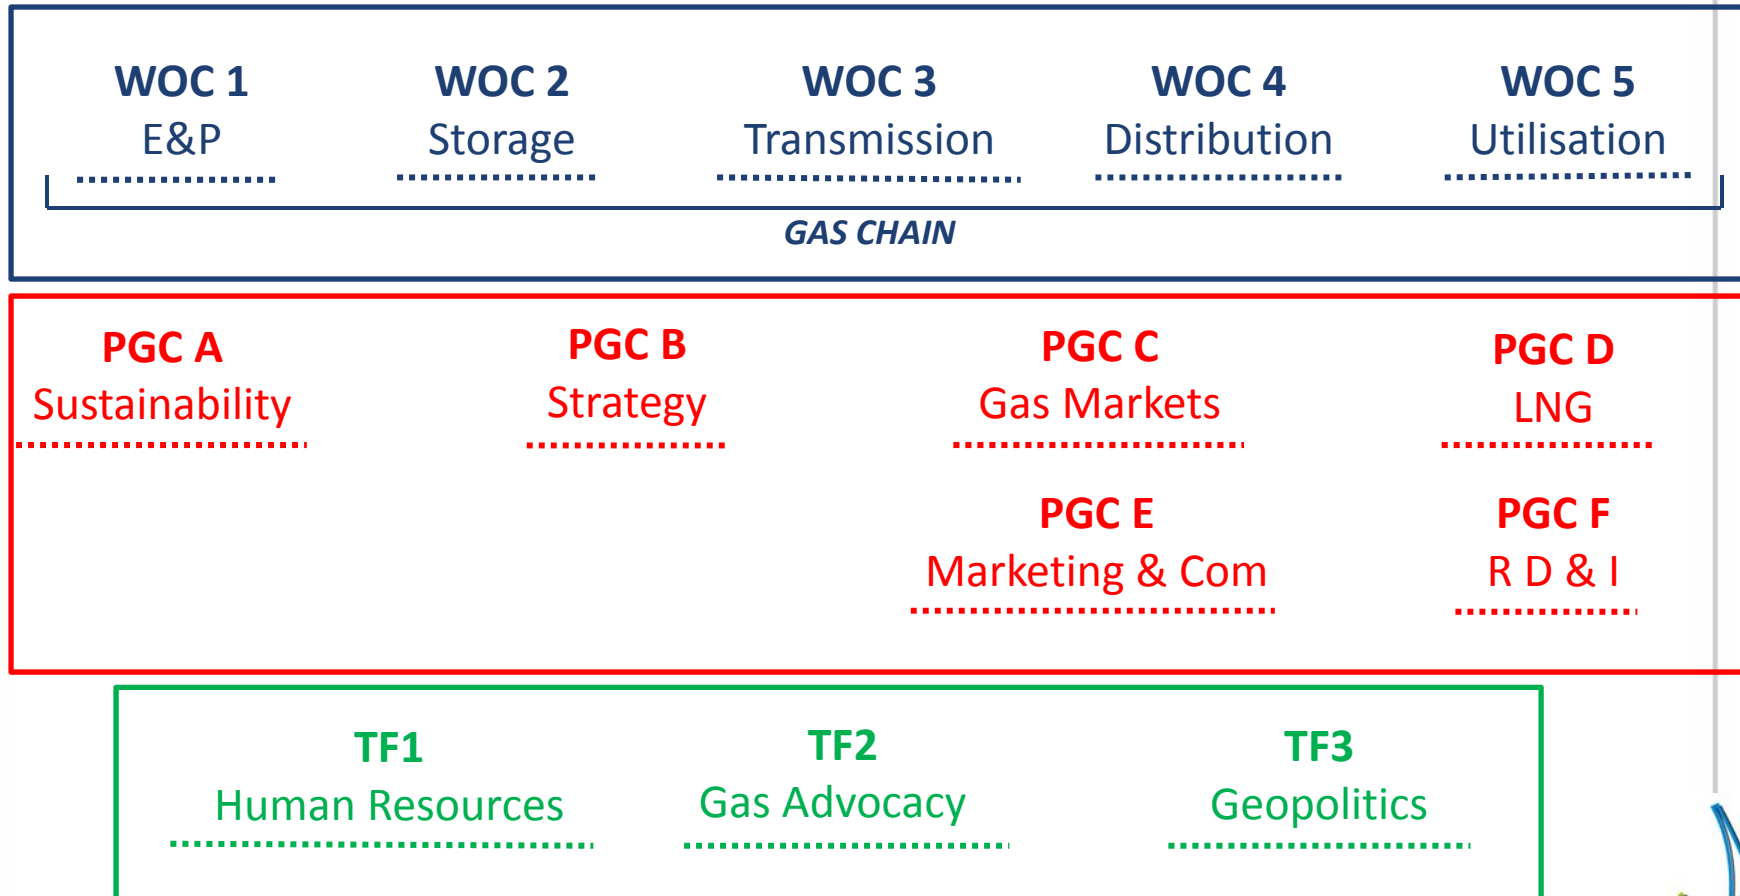 WOC 1
E&P
WOC 2
Storage
WOC 3
Transmission
WOC 4
Distribution
WOC 5
Utilisation
GAS CHAIN
PGC A
Sustainability
PGC B
Strategy
PGC C
Gas Markets
PGC D
LNG
PGC E
Marketing & Com
PGC F
R D & I
TF1
Human Resources
TF2
Gas Advocacy
TF3
Geopolitics